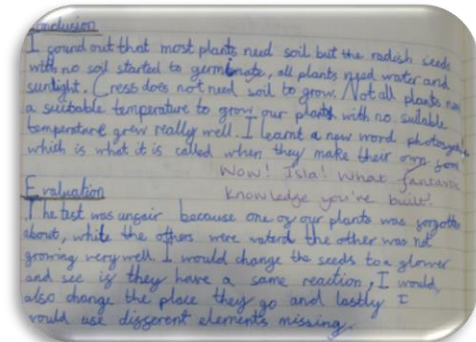 Conclusion
I found out that most plants need soil but the radish seeds
with no soil started to germinate, all plants need water and
sunlight. Cress does not need soil to grow. Not all plants
a suitable temperature to grow our plants with no suitable
temperature grew really well. I learnt a new word
which is what it is called when they make their own food
Wow! Isla! What fantastic
knowledge you've built.
Evaluation
The test was unfair because one of our plants was
about, while the others were waterd the other was not
growing very well. I would change the seeds to a flower
and see if they have a same reaction, I would
also change the place they go and lastly I
would use different elements missing.